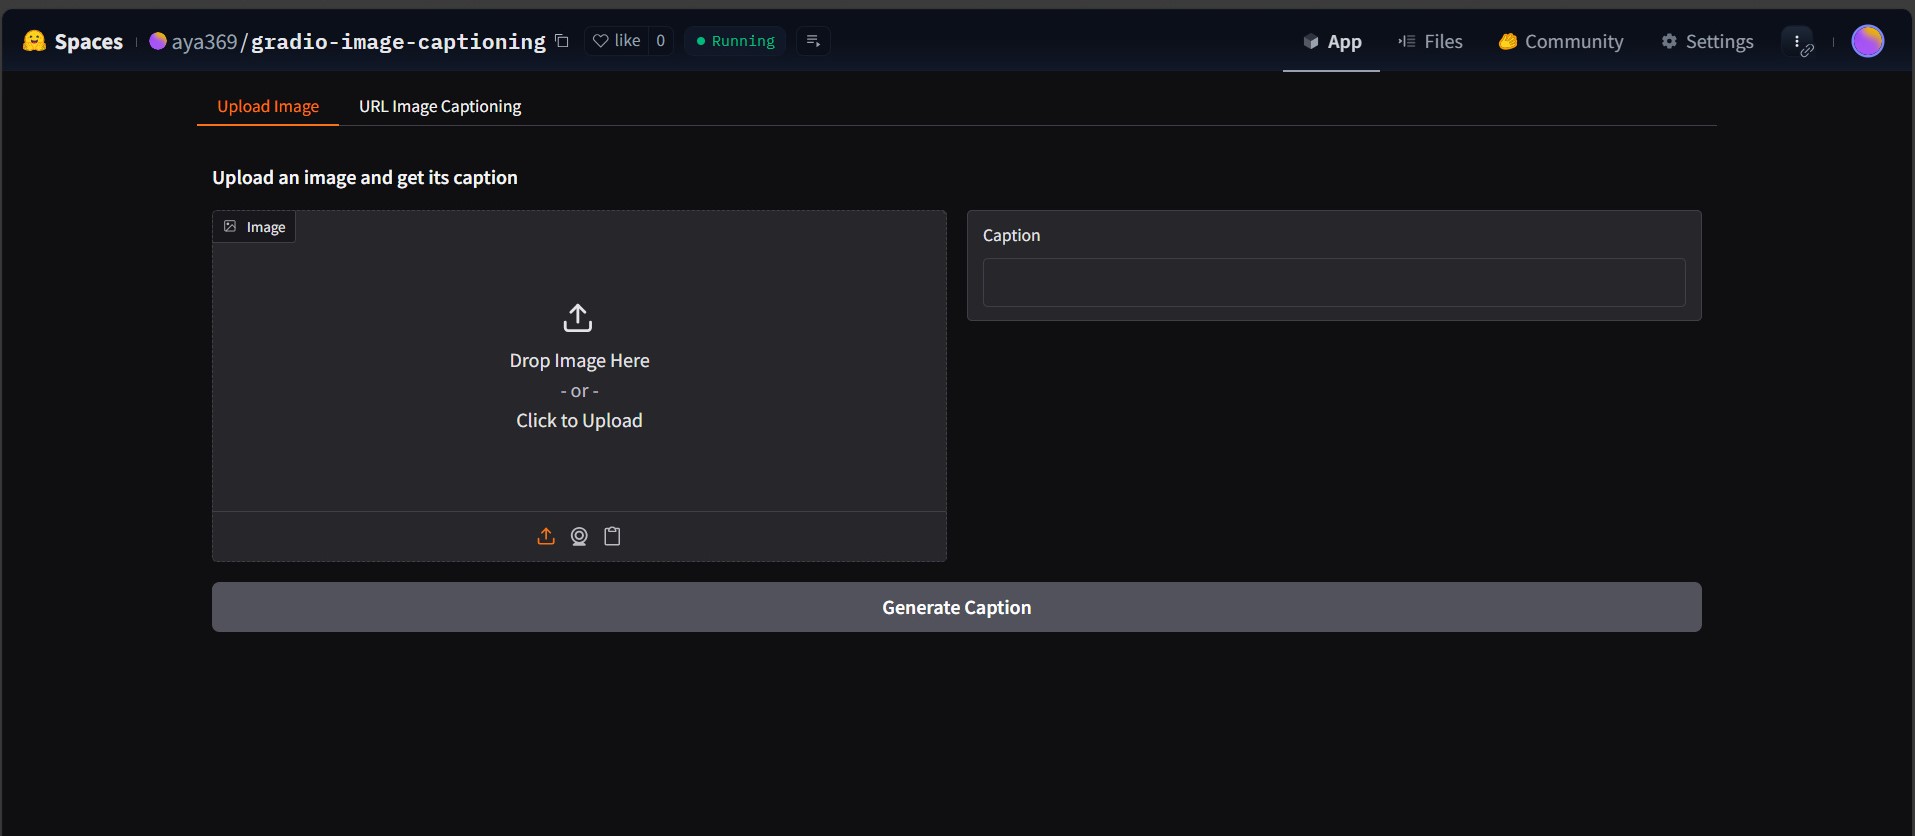 Spaces aya369/gradio-image-captioning like 0 Running App Files Community Settings
Upload Image URL Image Captioning
Upload an image and get its caption
Image
Caption
Drop Image Here
- or -
Click to Upload
Generate Caption